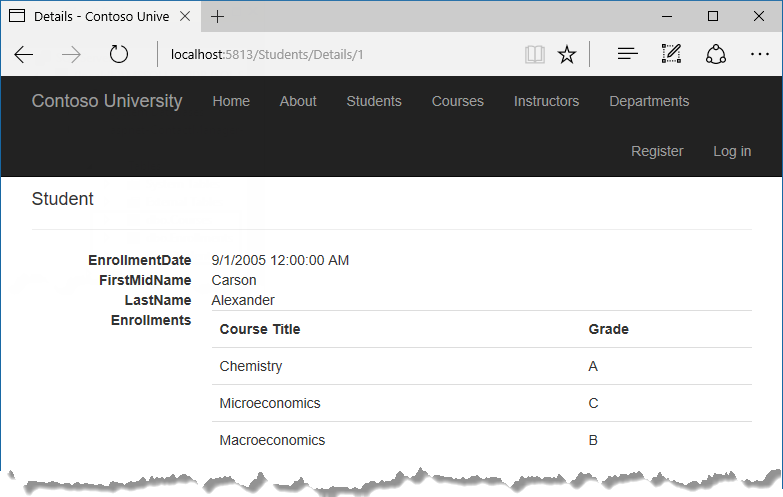 Details - Contoso Unive
localhost:5813/Students/Details/1
Contoso University Home About Students Courses Instructors Departments
Register Log in
Student
EnrollmentDate 9/1/2005 12:00:00 AM
FirstMidName Carson
LastName Alexander
Enrollments
Course Title Grade
Chemistry A
Microeconomics C
Macroeconomics B